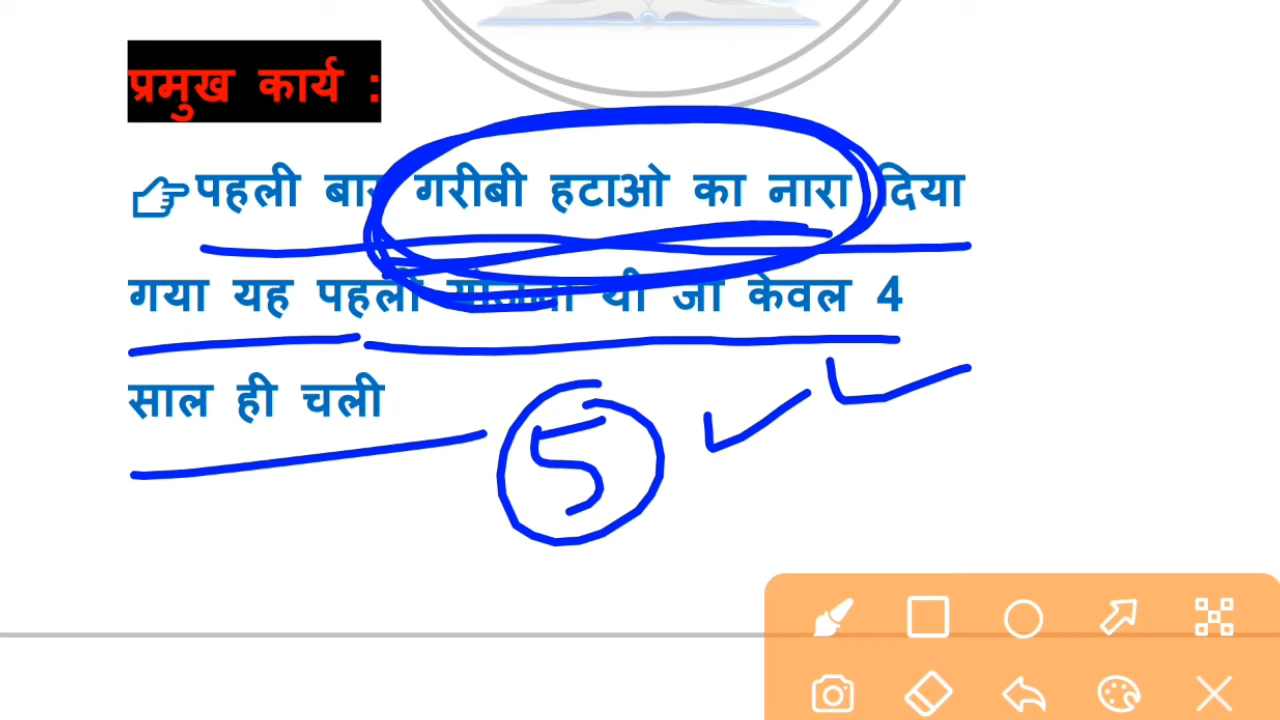 प्रमुख कार्य :
पहली बार गरीबी हटाओ का नारा दिया
गया यह पहली योजना थी जो केवल 4
साल ही चली
5